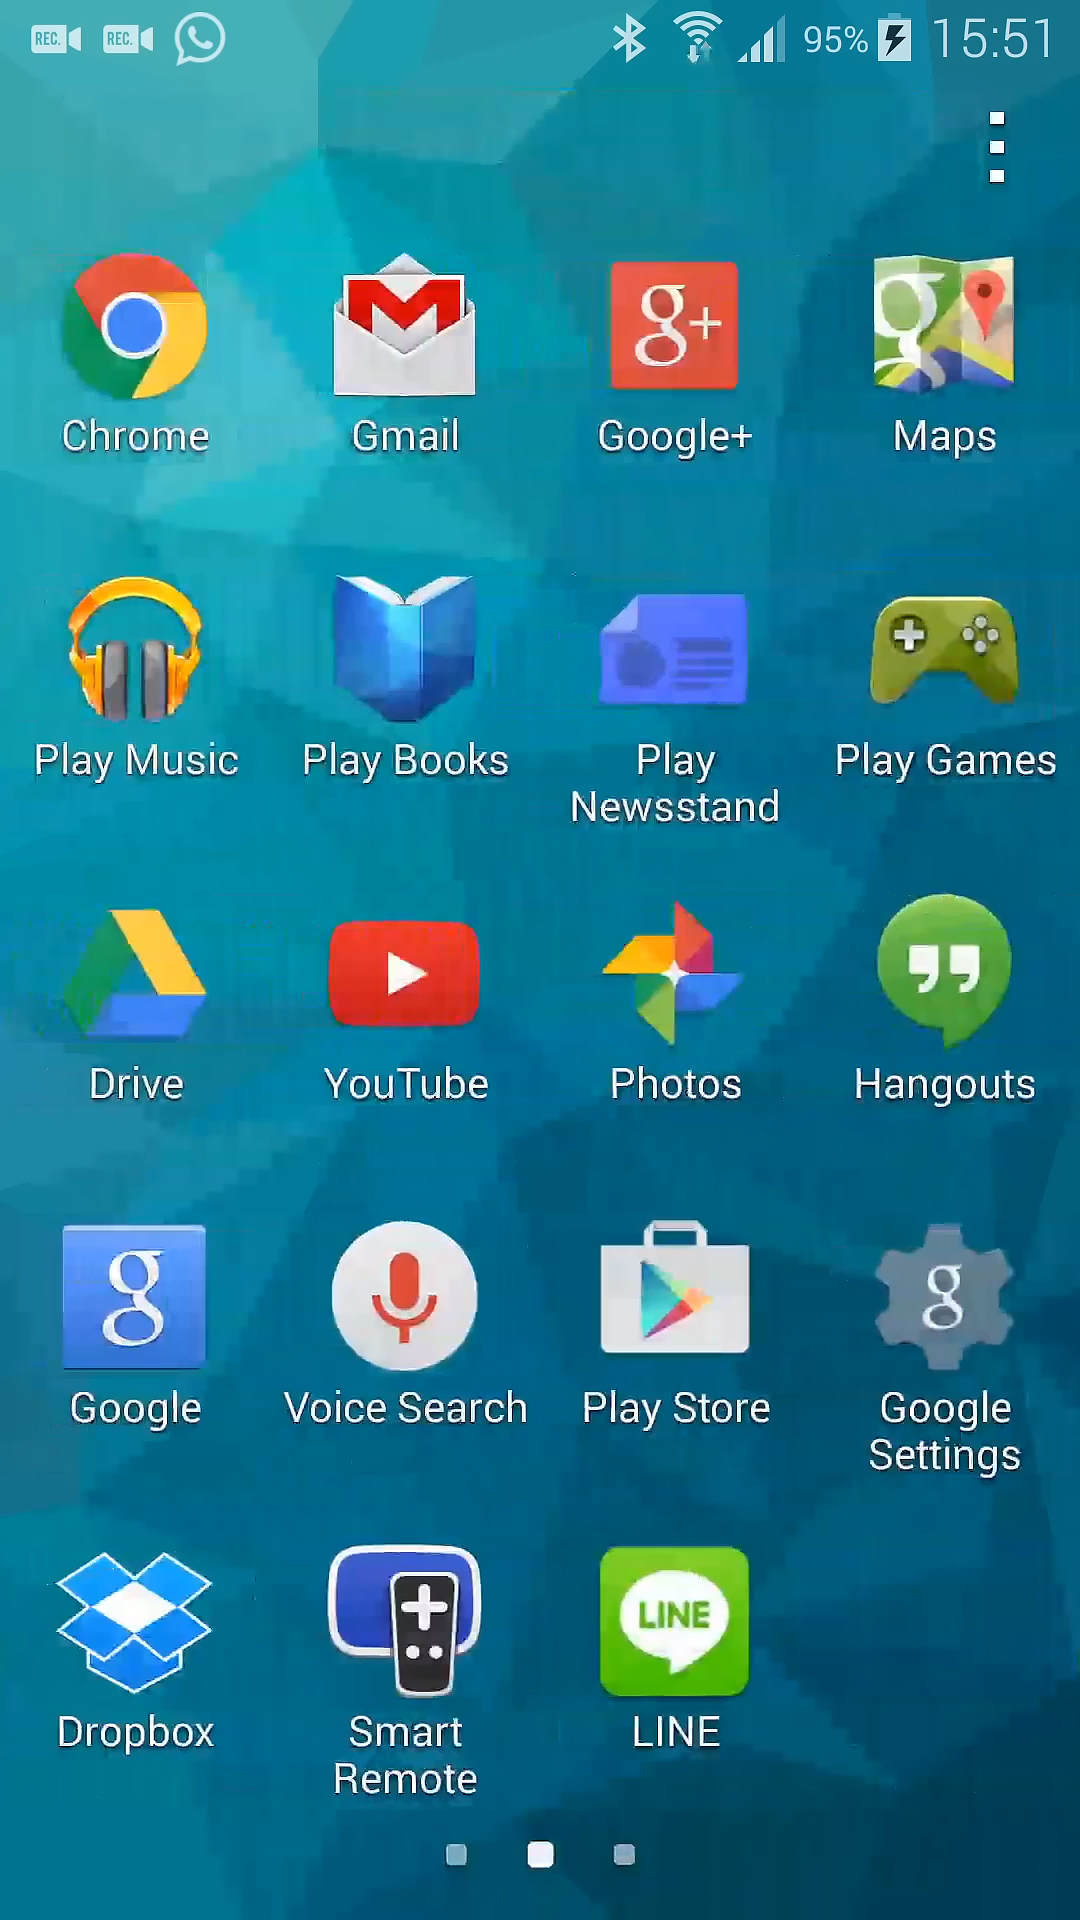 REC. REC. 95% 15:51
Chrome Gmail Google+ Maps
g+ g
Play Music Play Books Play Newsstand Play Games
Drive YouTube Photos Hangouts
g g
Google Voice Search Play Store Google Settings
LINE
Dropbox Smart Remote LINE